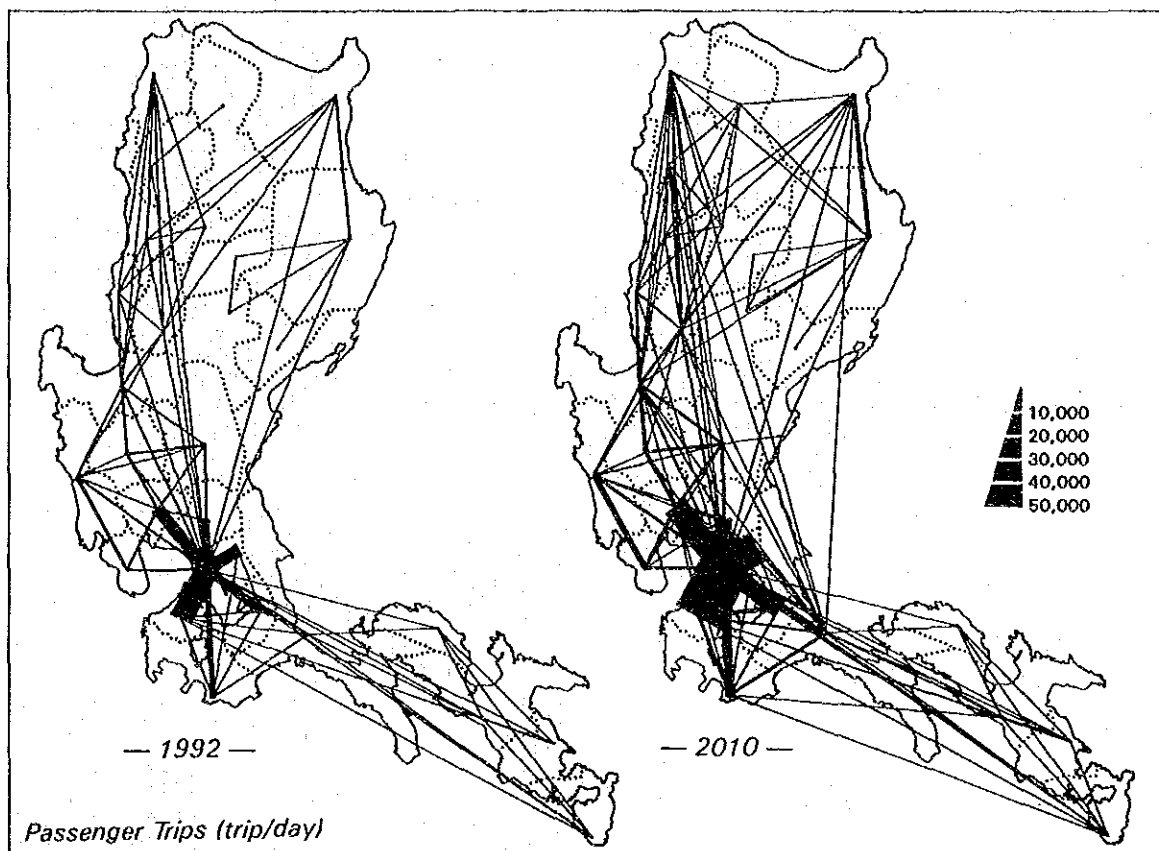 10,000
20,000
30,000
40,000
50,000
— 1992 —
— 2010 —
Passenger Trips (trip/day)